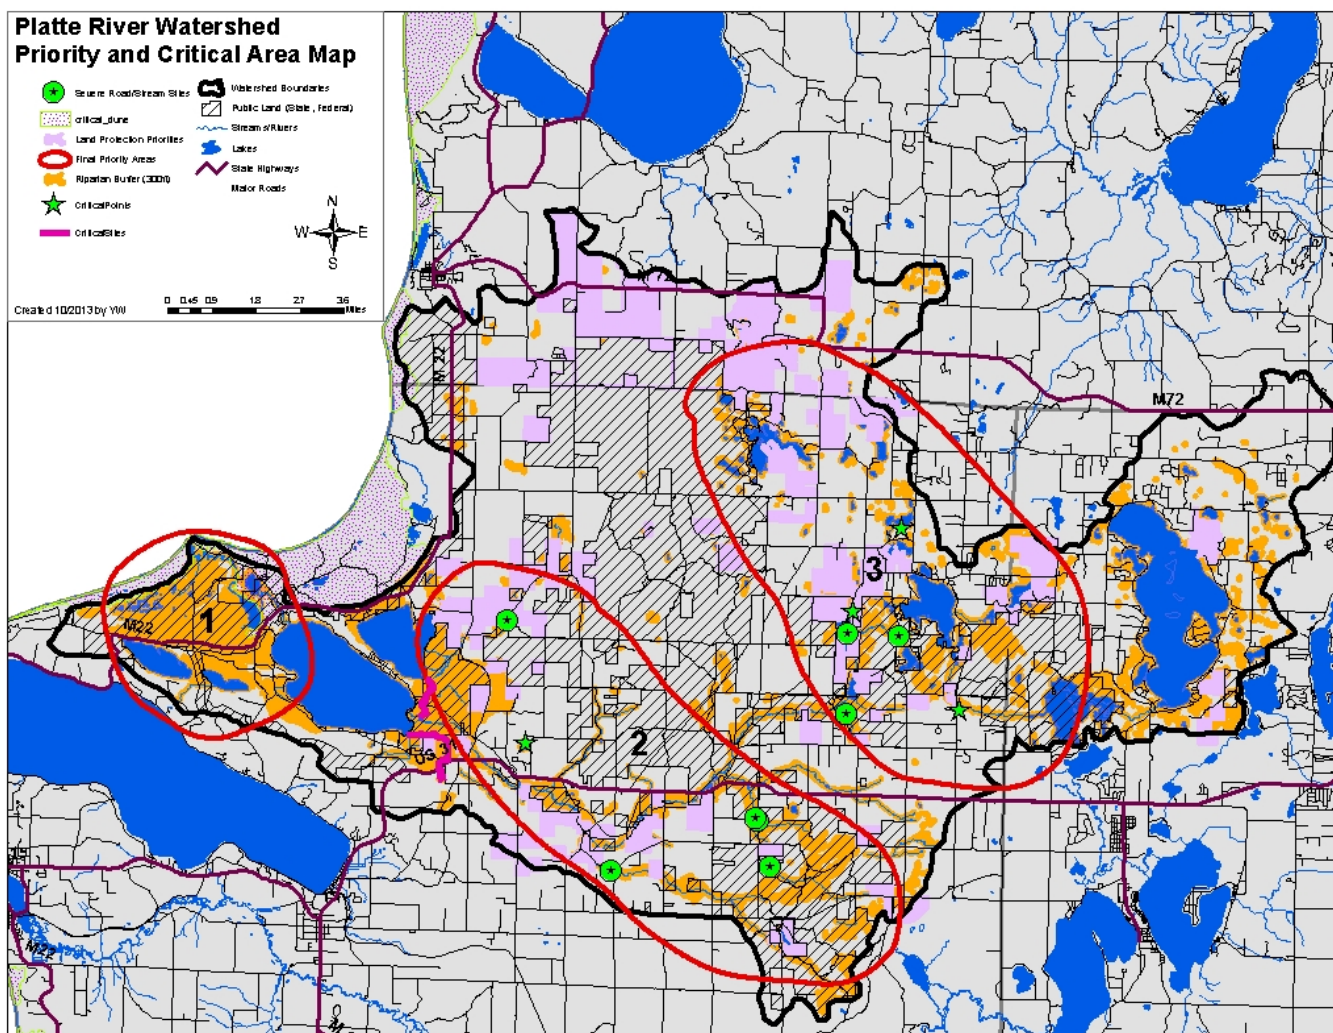 Platte River Watershed
Priority and Critical Area Map
Severe Road/Stream Sites
critical_dune
Land Protection Priorities
Final Priority Areas
Riparian Buffer (300ft)
CriticalPoints
CriticalSites
Watershed Boundaries
Public Land (State, Federal)
Streams/Rivers
Lakes
State Highways
Major Roads
N
W E
S
0 0.45 0.9 1.8 2.7 3.6
Miles
Created 10/2013 by YW
M 22
M72
3
1
M22
2
US 31
M22